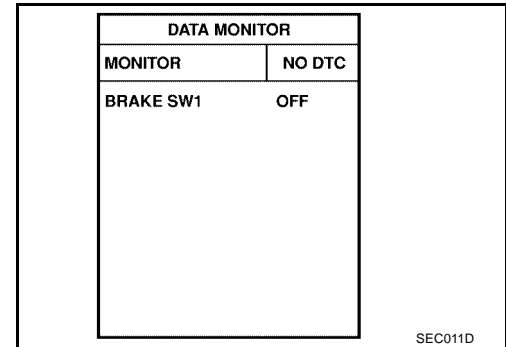 DATA MONITOR
MONITOR NO DTC
BRAKE SW1 OFF
SEC011D